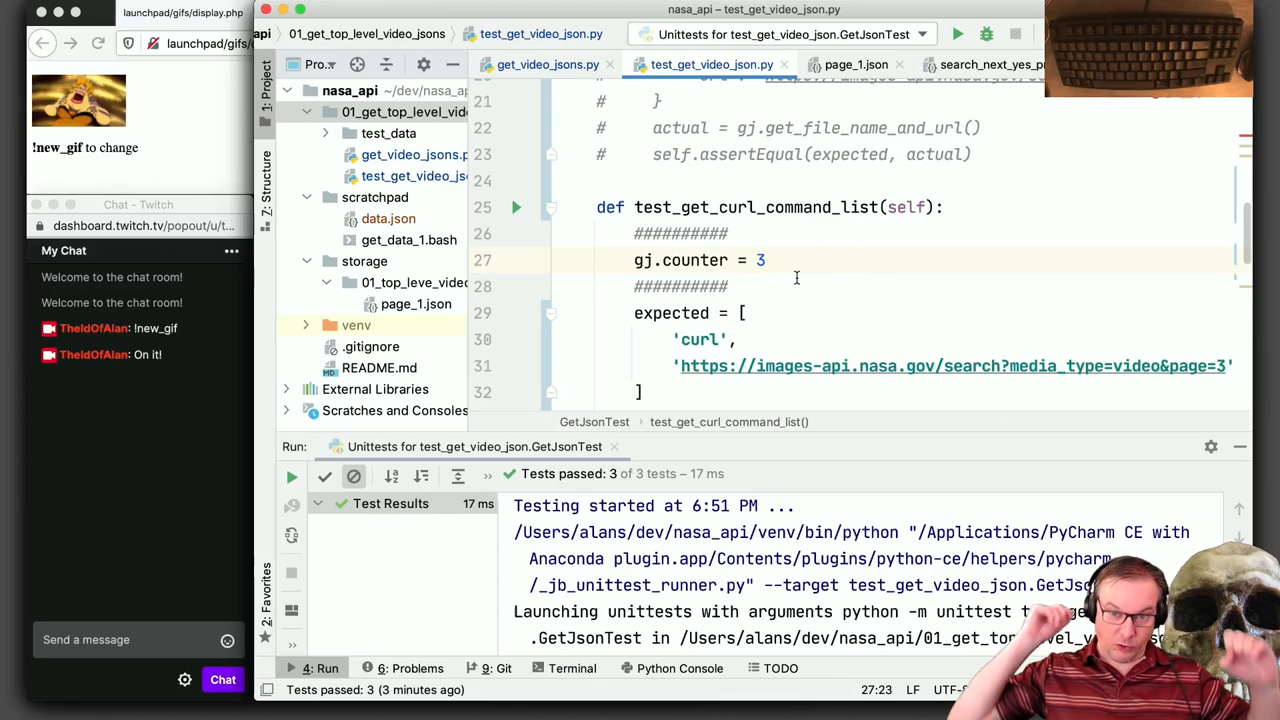 launchpad/gifs/display.php
launchpad/gifs/
!new_gif to change
Chat - Twitch
dashboard.twitch.tv/popout/u/t...
My Chat
Welcome to the chat room!
Welcome to the chat room!
TheIdOfAlan: !new_gif
TheIdOfAlan: On it!
Send a message
Chat
nasa_api – test_get_video_json.py
api
01_get_top_level_video_jsons
test_get_video_json.py
Unittests for test_get_video_json.GetJsonTest
1: Project
7: Structure
2: Favorites
Pro...
nasa_api ~/dev/nasa_ap
01_get_top_level_vid
test_data
get_video_jsons.p
test_get_video_jso
scratchpad
data.json
get_data_1.bash
storage
01_top_leve_video
page_1.json
venv
.gitignore
README.md
External Libraries
Scratches and Consoles
get_video_jsons.py
test_get_video_json.py
page_1.json
search_next_yes_pr
21 # }
22 # actual = gj.get_file_name_and_url()
23 # self.assertEqual(expected, actual)
24
25 def test_get_curl_command_list(self):
26 ##########
27 gj.counter = 3
28 ##########
29 expected = [
30 'curl',
31 'https://images-api.nasa.gov/search?media_type=video&page=3'
32 ]
GetJsonTest
test_get_curl_command_list()
Run:
Unittests for test_get_video_json.GetJsonTest
Tests passed: 3 of 3 tests – 17 ms
Test Results 17 ms
Testing started at 6:51 PM ...
/Users/alans/dev/nasa_api/venv/bin/python "/Applications/PyCharm CE with
Anaconda plugin.app/Contents/plugins/python-ce/helpers/pycharm
/_jb_unittest_runner.py" --target test_get_video_json.GetJs
Launching unittests with arguments python -m unittest t
.GetJsonTest in /Users/alans/dev/nasa_api/01_get_top_level_v
4: Run
6: Problems
9: Git
Terminal
Python Console
TODO
Tests passed: 3 (3 minutes ago)
27:23
LF
UTF-